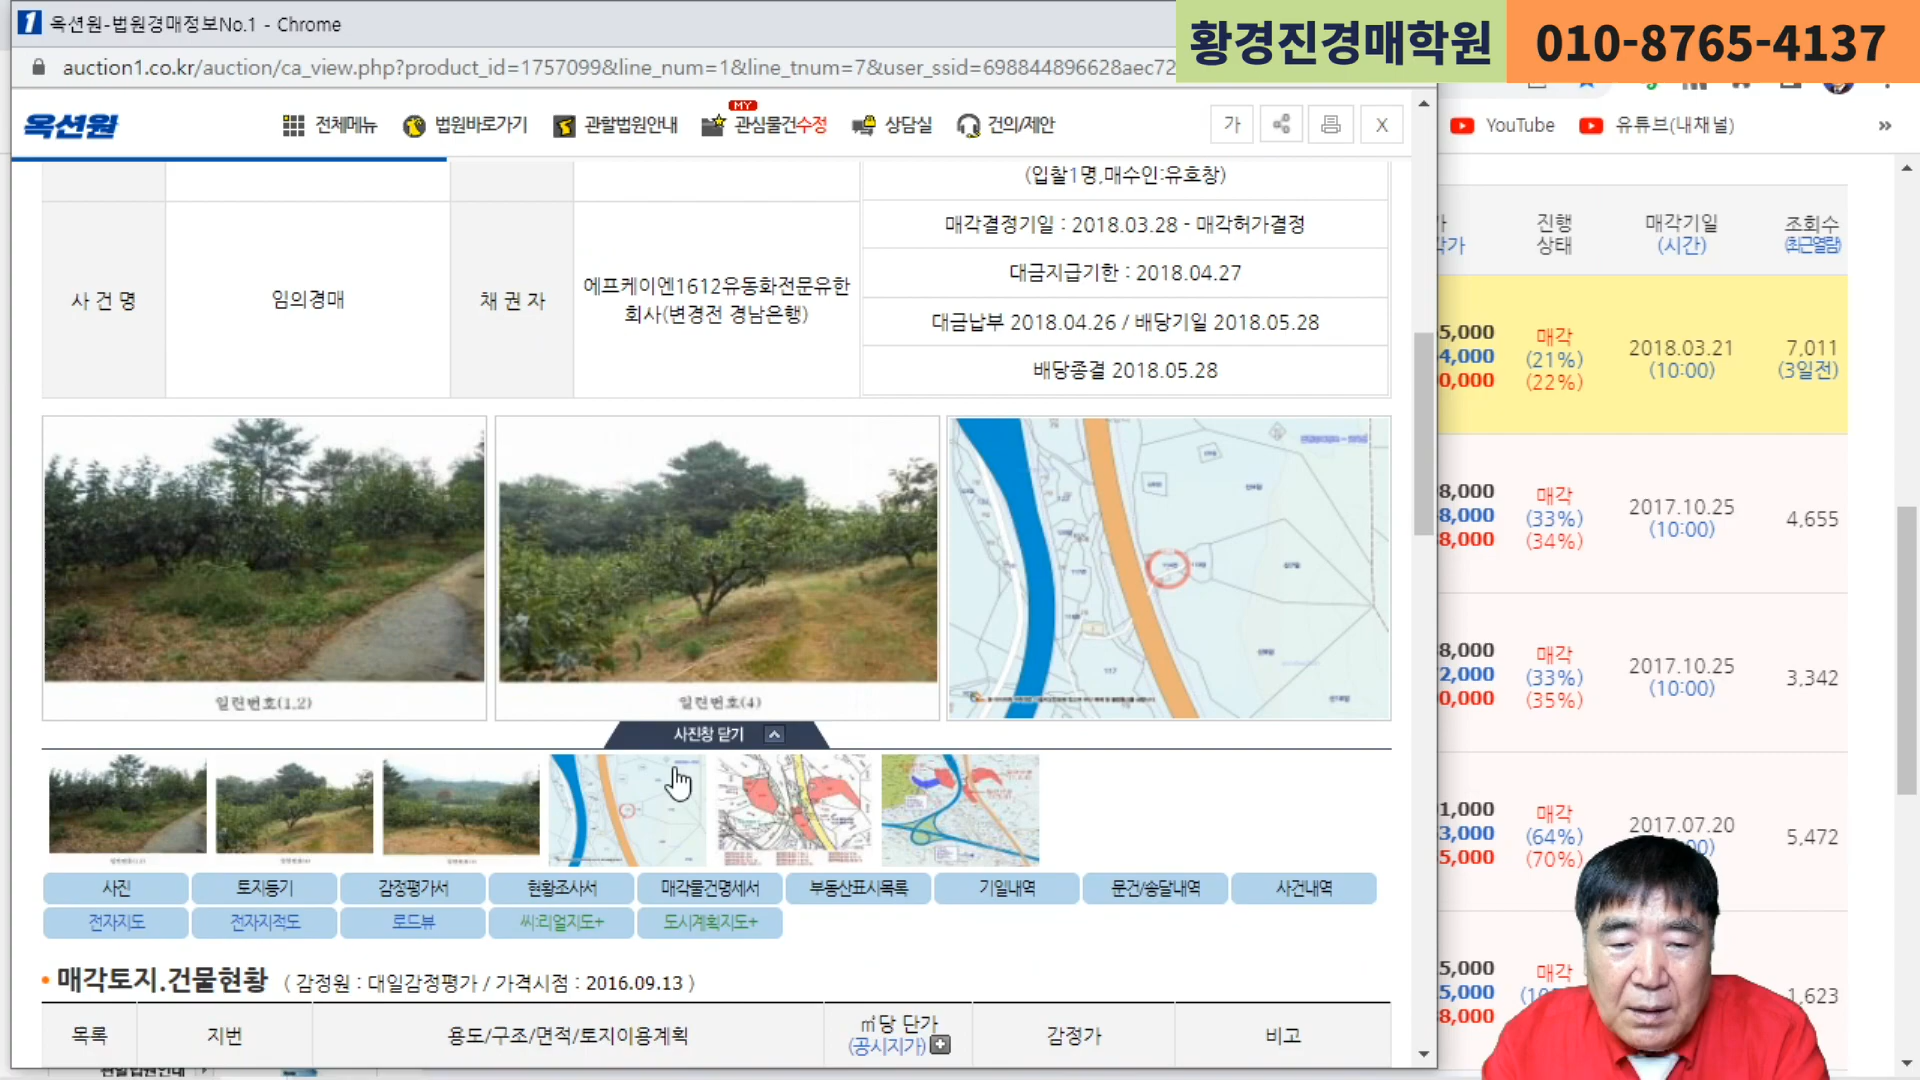 옥션원-법원경매정보No.1 - Chrome
황경진경매학원
010-8765-4137
auction1.co.kr/auction/ca_view.php?product_id=1757099&line_num=1&line_tnum=7&user_ssid=698844896628aec72
옥션원
전체메뉴
법원바로가기
관할법원안내
MY
관심물건수정
상담실
건의/제안
가
X
YouTube
유튜브(내채널)
»
(입찰1명,매수인:유호창)
매각결정기일 : 2018.03.28 - 매각허가결정
대금지급기한 : 2018.04.27
대금납부 2018.04.26 / 배당기일 2018.05.28
배당종결 2018.05.28
사 건 명
임의경매
채 권 자
에프케이엔1612유동화전문유한
회사(변경전 경남은행)
진행
상태
매각기일
(시간)
조회수
(최근열람)
5,000
4,000
0,000
매각
(21%)
(22%)
2018.03.21
(10:00)
7,011
(3일전)
8,000
8,000
8,000
매각
(33%)
(34%)
2017.10.25
(10:00)
4,655
8,000
2,000
0,000
매각
(33%)
(35%)
2017.10.25
(10:00)
3,342
1,000
3,000
5,000
매각
(64%)
(70%)
2017.07.20
5,472
5,000
5,000
8,000
매각
1,623
일련번호(1,2)
일련번호(4)
사진창 닫기
사진
토지등기
감정평가서
현황조사서
매각물건명세서
부동산표시목록
기일내역
문건/송달내역
사건내역
전자지도
전자지적도
로드뷰
씨:리얼지도+
도시계획지도+
• 매각토지.건물현황 ( 감정원 : 대일감정평가 / 가격시점 : 2016.09.13 )
목록
지번
용도/구조/면적/토지이용계획
㎡당 단가
(공시지가)
감정가
비고
관할법원안내